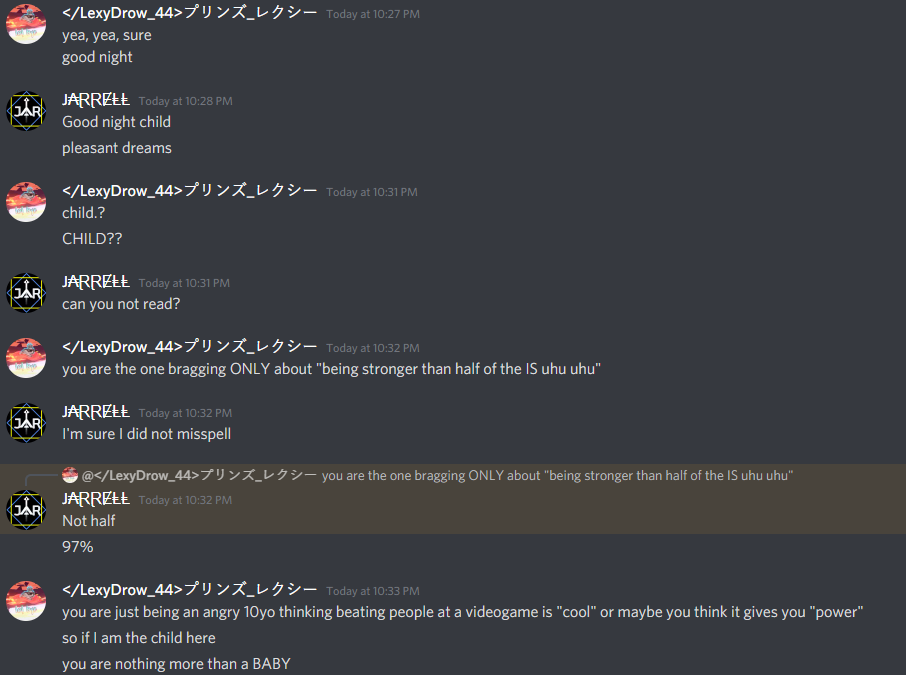 </LexyDrow_44>プリンズ_レクシー Today at 10:27 PM
yea, yea, sure
good night
J₳ⱤⱤɆⱠⱠ Today at 10:28 PM
JAR
Good night child
pleasant dreams
</LexyDrow_44>プリンズ_レクシー Today at 10:31 PM
child.?
CHILD??
J₳ⱤⱤɆⱠⱠ Today at 10:31 PM
JAR
can you not read?
</LexyDrow_44>プリンズ_レクシー Today at 10:32 PM
you are the one bragging ONLY about "being stronger than half of the IS uhu uhu"
J₳ⱤⱤɆⱠⱠ Today at 10:32 PM
JAR
I'm sure I did not misspell
@</LexyDrow_44>プリンズ_レクシー you are the one bragging ONLY about "being stronger than half of the IS uhu uhu"
J₳ⱤⱤɆⱠⱠ Today at 10:32 PM
JAR
Not half
97%
</LexyDrow_44>プリンズ_レクシー Today at 10:33 PM
you are just being an angry 10yo thinking beating people at a videogame is "cool" or maybe you think it gives you "power"
so if I am the child here
you are nothing more than a BABY